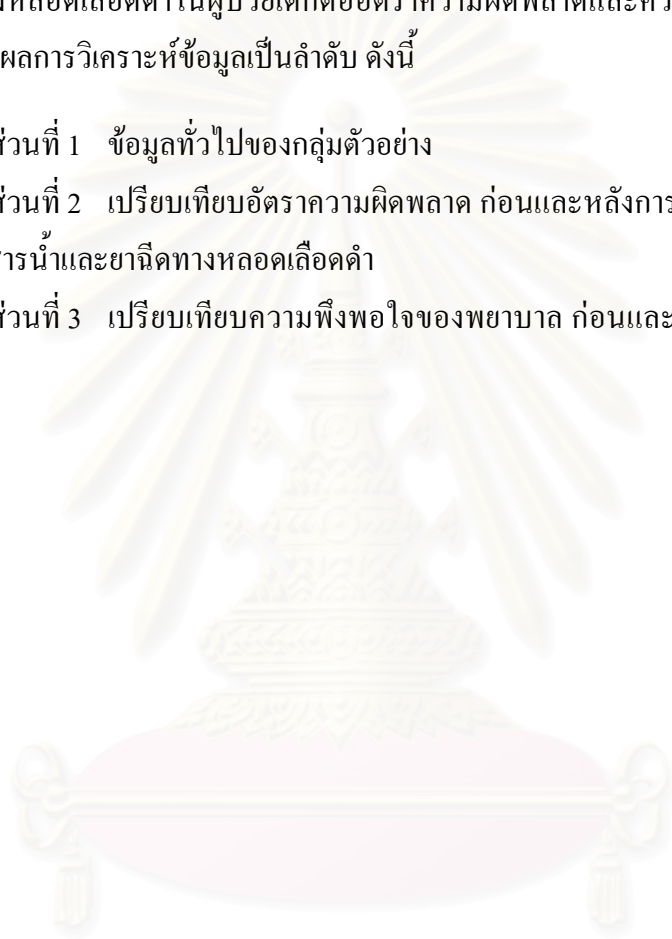 ผลการวิเคราะห์ข้อมูลเป็นลำดับ ดังนี้
ส่วนที่ 1 ข้อมูลทั่วไปของกลุ่มตัวอย่าง
ส่วนที่ 2 เปรียบเทียบอัตราความผิดพลาด ก่อนและหลังการ
สารน้ำและยาฉีดทางหลอดเลือดดำ
ส่วนที่ 3 เปรียบเทียบความพึงพอใจของพยาบาล ก่อนและ